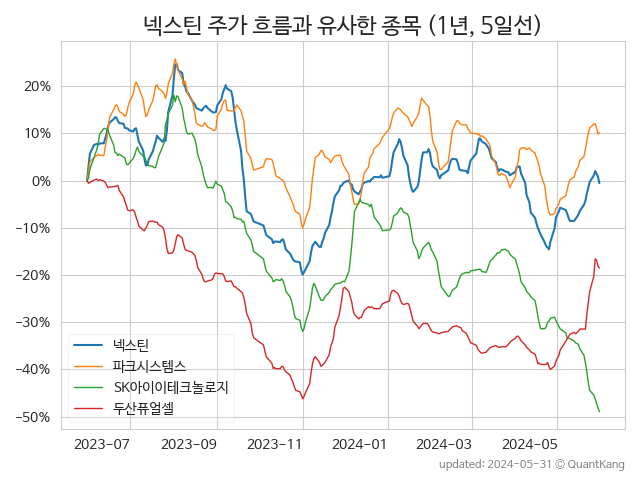 넥스틴 주가 흐름과 유사한 종목 (1년, 5일선)
20%
10%
0%
−10%
−20%
−30%
−40%
−50%
넥스틴
파크시스템스
SK아이이테크놀로지
두산퓨얼셀
2023−07
2023−09
2023−11
2024−01
2024−03
2024−05
updated: 2024-05-31 © QuantKang